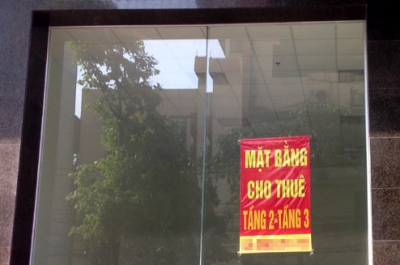 MẶT BẰNG
CHO THUÊ
TẦNG 2-TẦNG 3